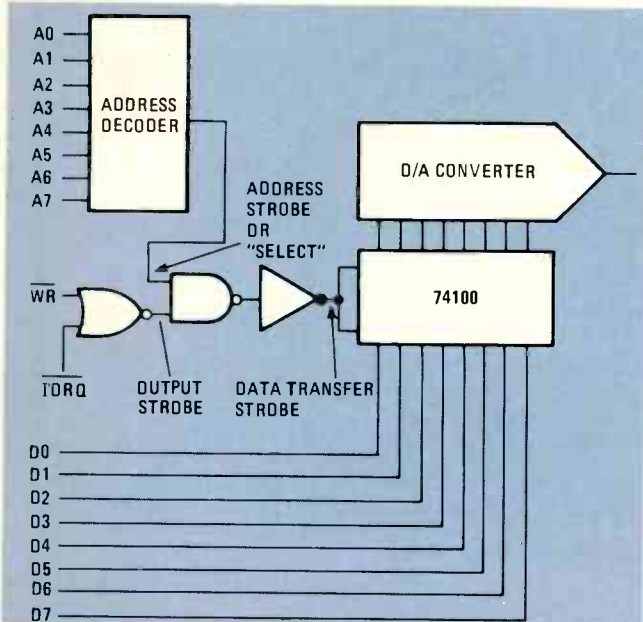 A0
A1
A2
A3
A4
A5
A6
A7
ADDRESS
DECODER
D/A CONVERTER
ADDRESS
STROBE
OR
"SELECT"
74100
WR
IORQ
OUTPUT
STROBE
DATA TRANSFER
STROBE
D0
D1
D2
D3
D4
D5
D6
D7